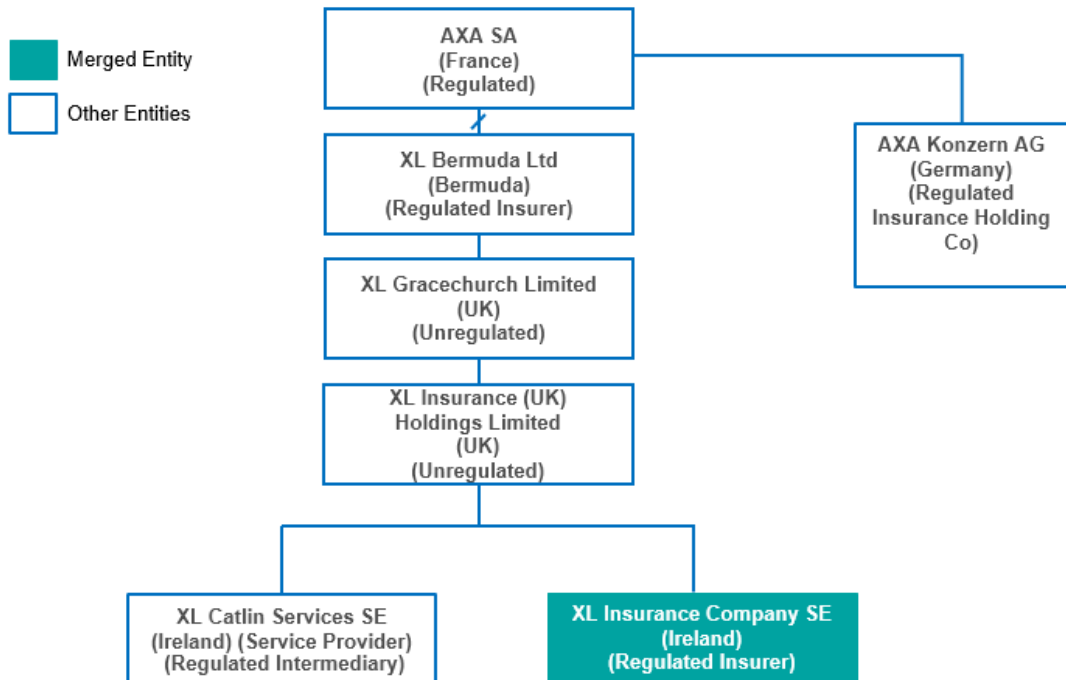 AXA SA
(France)
(Regulated)
Merged Entity
Other Entities
XL Bermuda Ltd
(Bermuda)
(Regulated Insurer)
AXA Konzern AG
(Germany)
(Regulated
Insurance Holding
Co)
XL Gracechurch Limited
(UK)
(Unregulated)
XL Insurance (UK)
Holdings Limited
(UK)
(Unregulated)
XL Catlin Services SE
(Ireland) (Service Provider)
(Regulated Intermediary)
XL Insurance Company SE
(Ireland)
(Regulated Insurer)